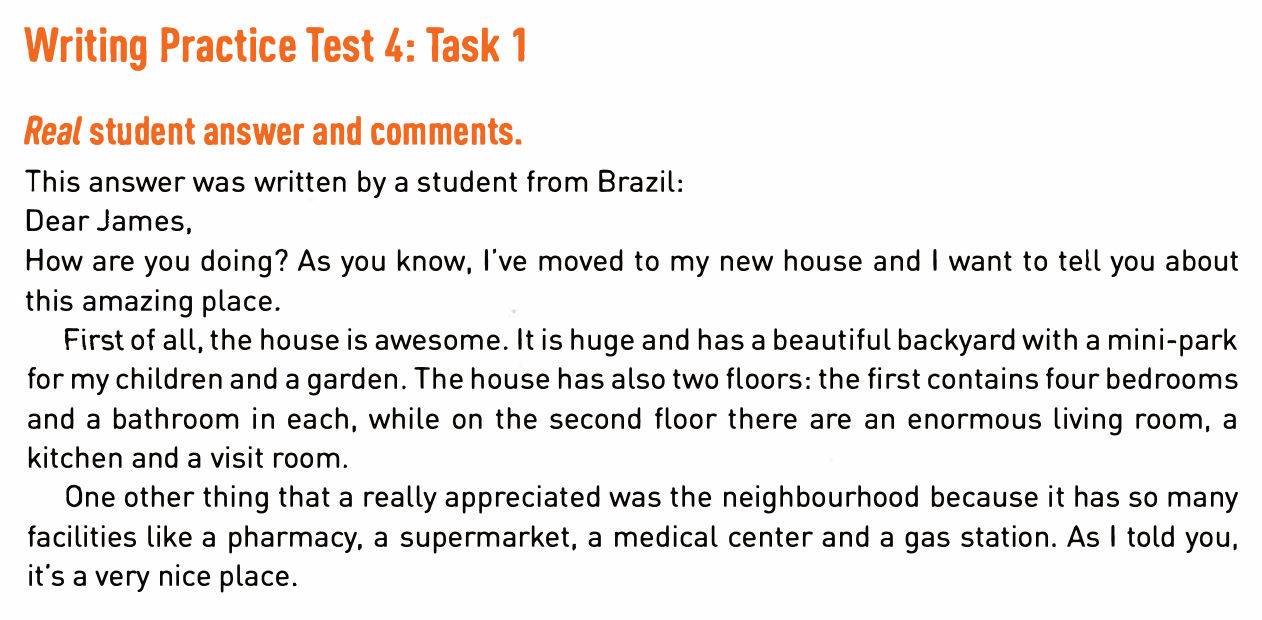 Writing Practice Test 4: Task 1
Real student answer and comments.
This answer was written by a student from Brazil:
Dear James,
How are you doing? As you know, I've moved to my new house and I want to tell you about
this amazing place.
First of all, the house is awesome. It is huge and has a beautiful backyard with a mini-park
for my children and a garden. The house has also two floors: the first contains four bedrooms
and a bathroom in each, while on the second floor there are an enormous living room, a
kitchen and a visit room.
One other thing that a really appreciated was the neighbourhood because it has so many
facilities like a pharmacy, a supermarket, a medical center and a gas station. As I told you,
it's a very nice place.